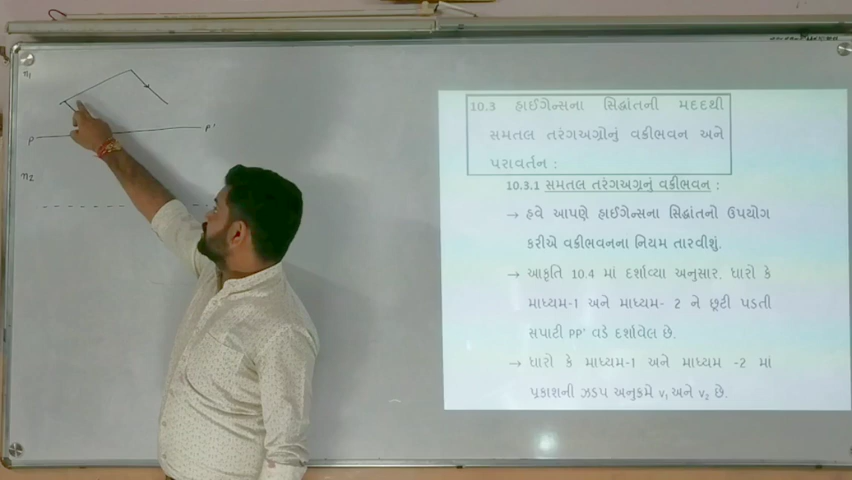 n₁
P P'
n₂
10.3 હાઈગેન્સના સિદ્ધાંતની મદદથી
સમતલ તરંગઅગ્રોનું વક્રીભવન અને
પરાવર્તન :
10.3.1 સમતલ તરંગઅગ્રનું વક્રીભવન :
→ હવે આપણે હાઈગેન્સના સિદ્ધાંતનો ઉપયોગ
કરીએ વક્રીભવનના નિયમ તારવીશું.
→ આકૃતિ 10.4 માં દર્શાવ્યા અનુસાર, ધારો કે
માધ્યમ-1 અને માધ્યમ- 2 ને છૂટી પડતી
સપાટી PP' વડે દર્શાવેલ છે.
→ ધારો કે માધ્યમ-1 અને માધ્યમ -2 માં
પ્રકાશની ઝડપ અનુક્રમે v₁ અને v₂ છે.